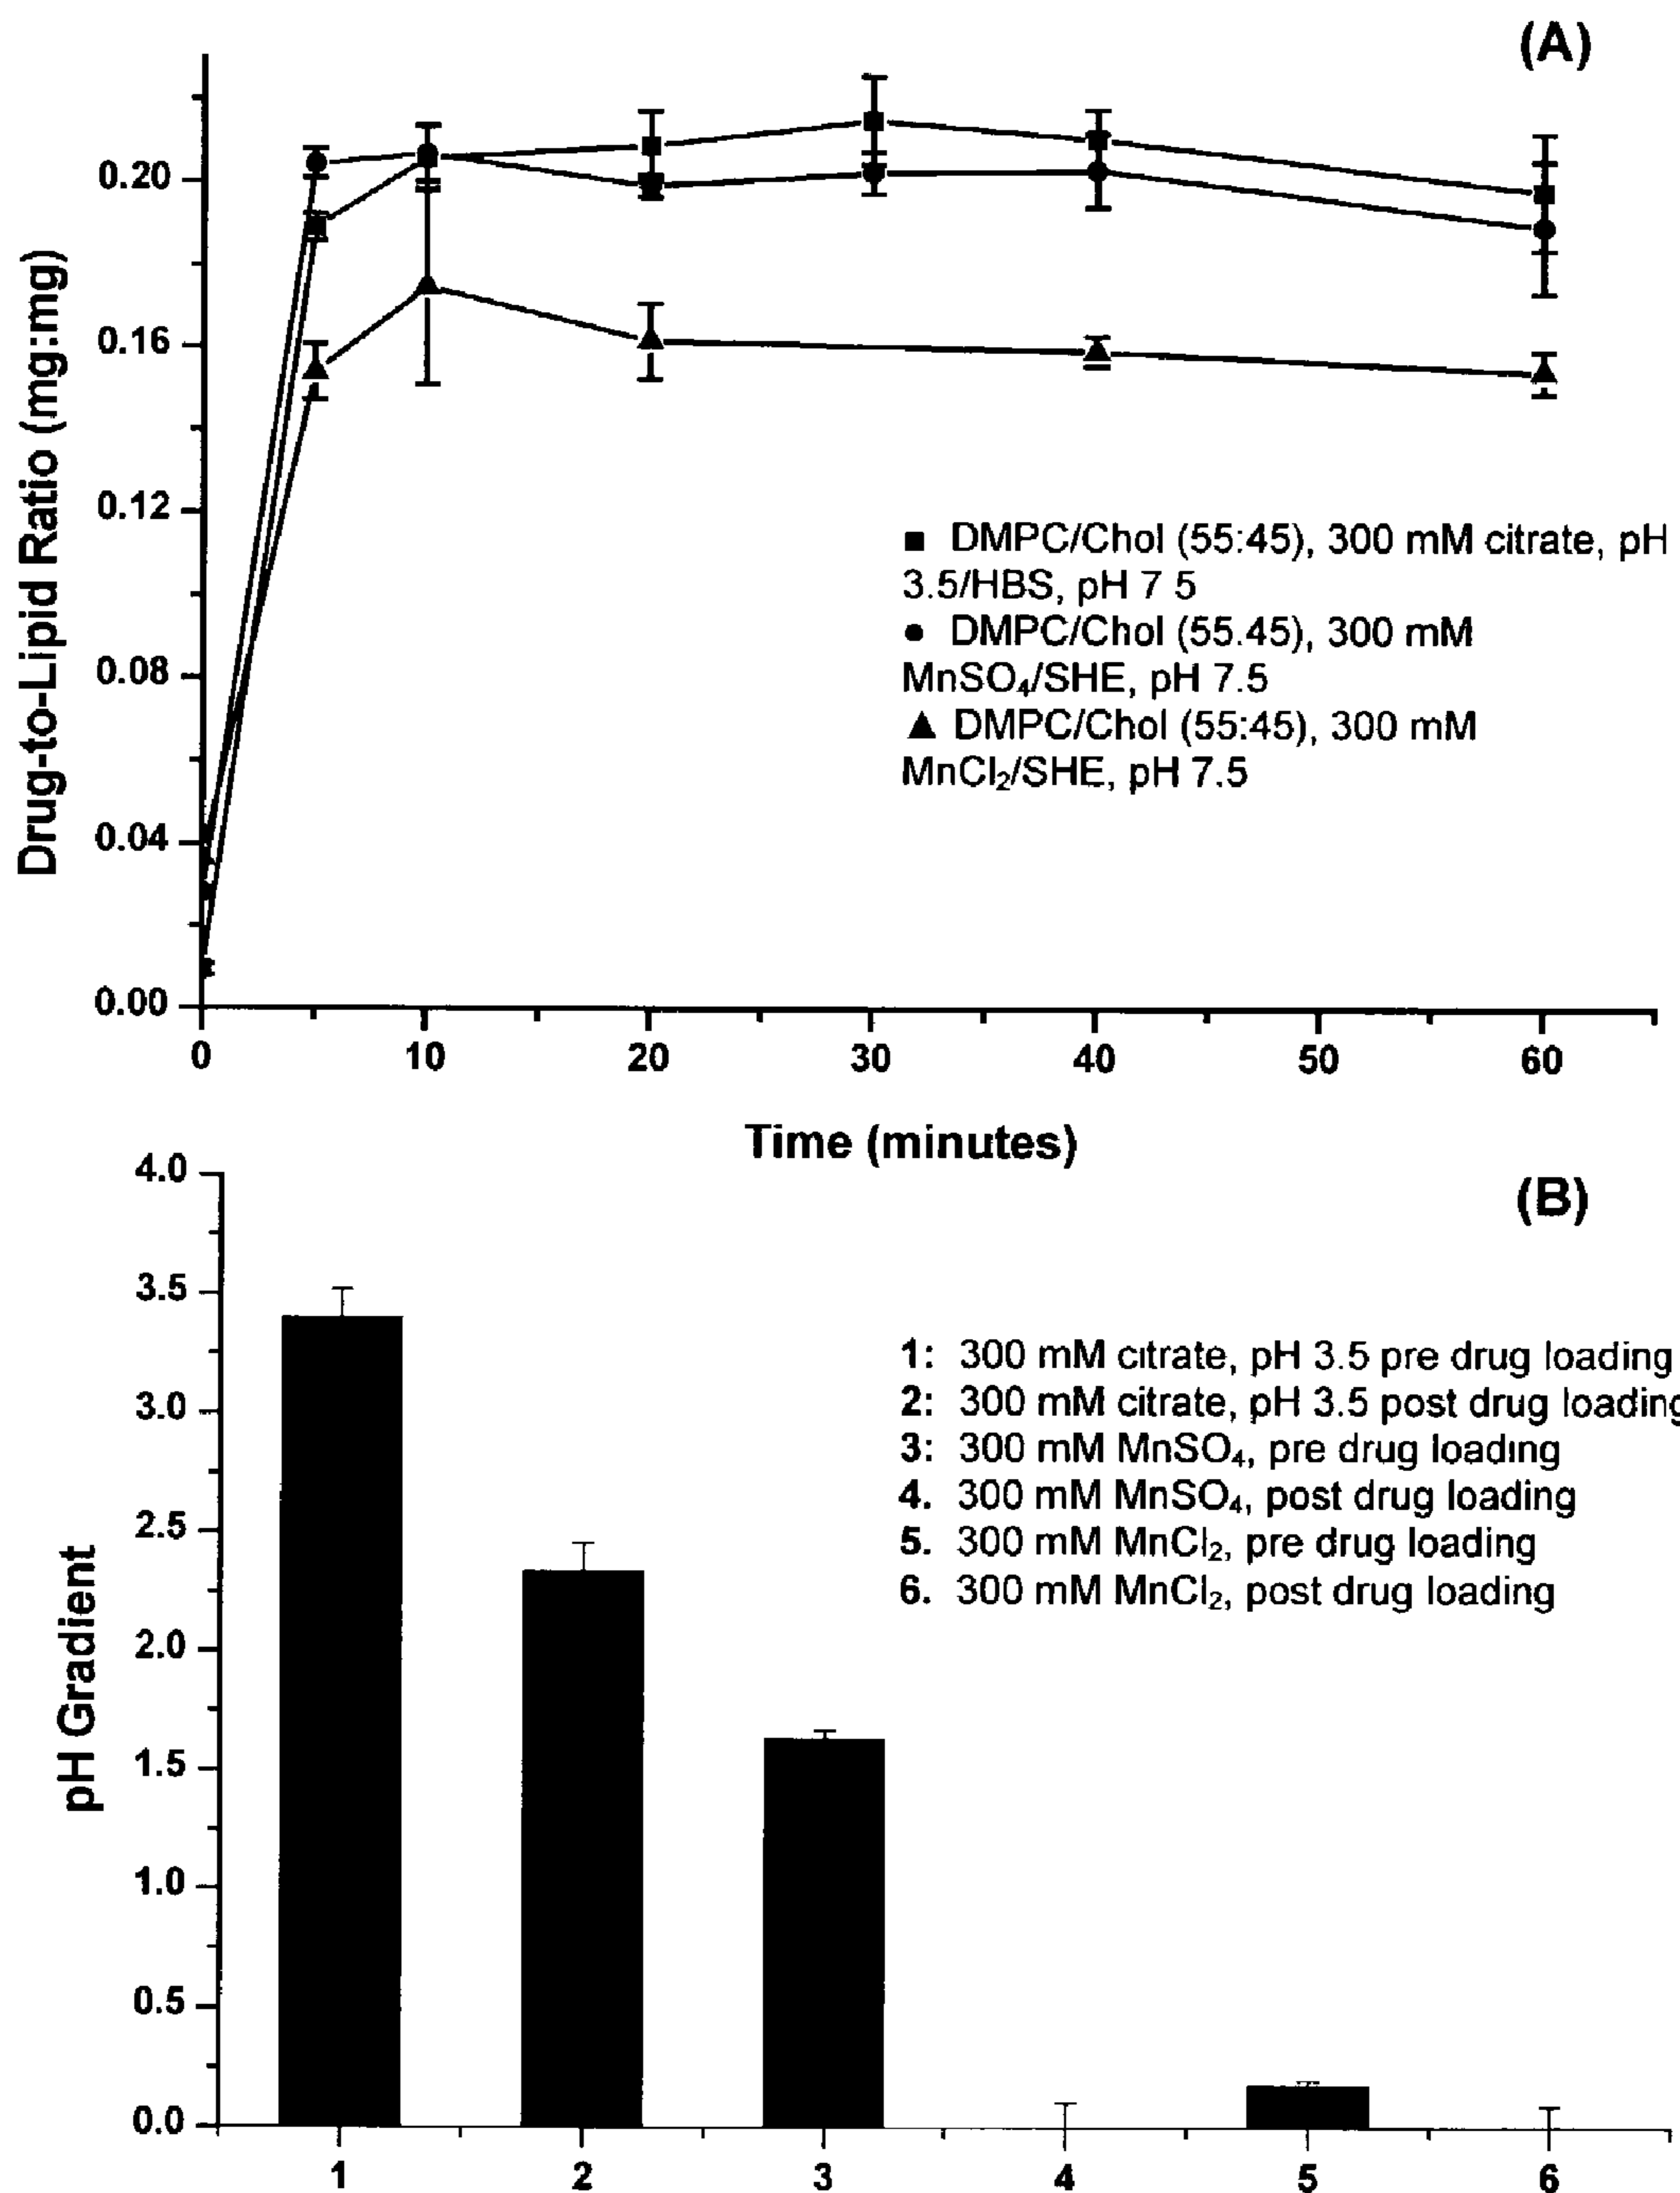 (A)
Drug-to-Lipid Ratio (mg:mg)
0.20
0.16
0.12
0.08
0.04
0.00
■ DMPC/Chol (55:45), 300 mM citrate, pH
3.5/HBS, pH 7 5
● DMPC/Chol (55.45), 300 mM
MnSO₄/SHE, pH 7.5
▲ DMPC/Chol (55:45), 300 mM
MnCl₂/SHE, pH 7.5
0 10 20 30 40 50 60
Time (minutes)
(B)
pH Gradient
4.0
3.5
3.0
2.5
2.0
1.5
1.0
0.5
0.0
1: 300 mM citrate, pH 3.5 pre drug loading
2: 300 mM citrate, pH 3.5 post drug loading
3: 300 mM MnSO₄, pre drug loading
4. 300 mM MnSO₄, post drug loading
5. 300 mM MnCl₂, pre drug loading
6. 300 mM MnCl₂, post drug loading
1 2 3 4 5 6